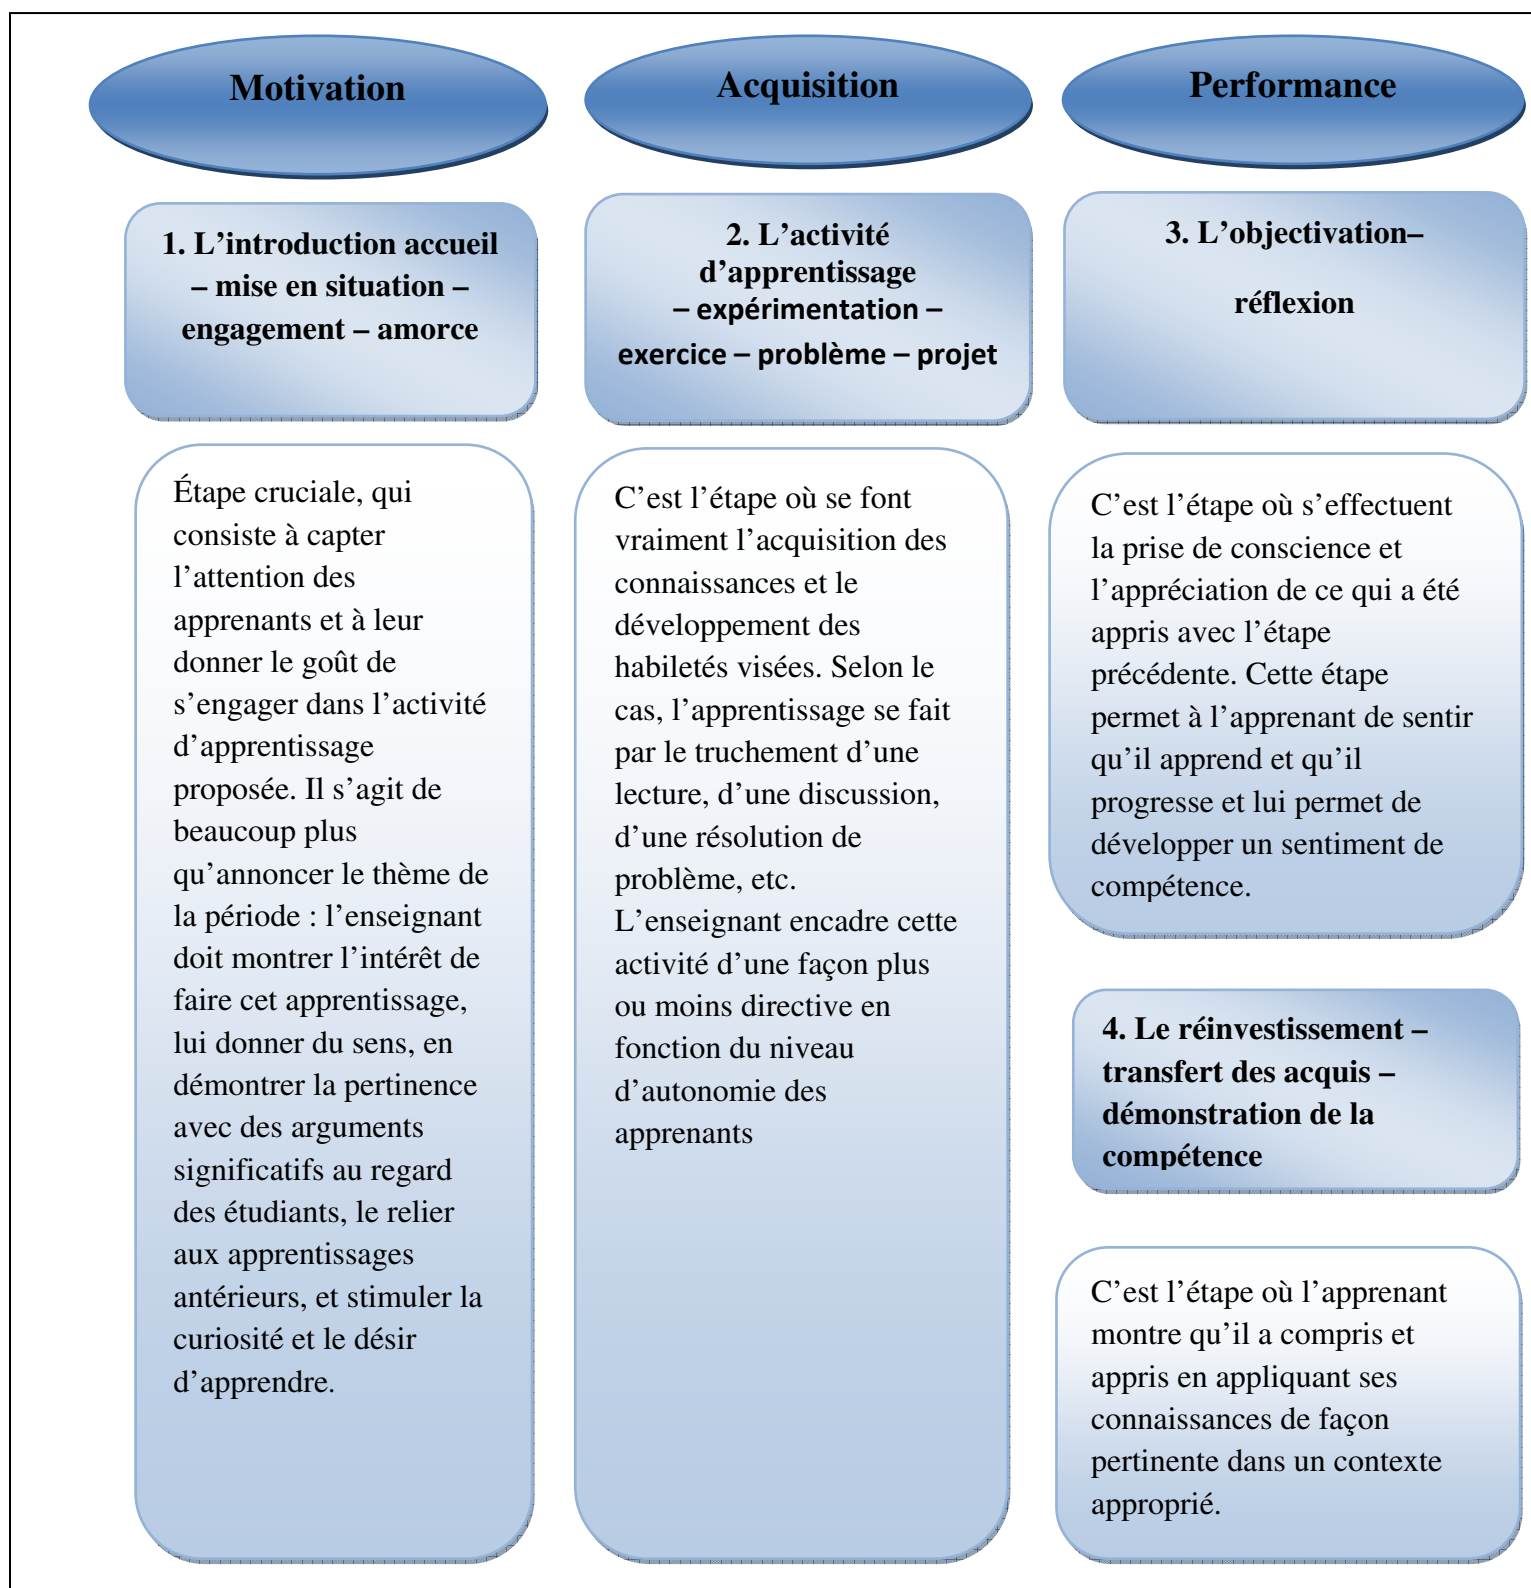 Motivation
1. L’introduction accueil
– mise en situation –
engagement – amorce
Étape cruciale, qui
consiste à capter
l’attention des
apprenants et à leur
donner le goût de
s’engager dans l’activité
d’apprentissage
proposée. Il s’agit de
beaucoup plus
qu’annoncer le thème de
la période : l’enseignant
doit montrer l’intérêt de
faire cet apprentissage,
lui donner du sens, en
démontrer la pertinence
avec des arguments
significatifs au regard
des étudiants, le relier
aux apprentissages
antérieurs, et stimuler la
curiosité et le désir
d’apprendre.
Acquisition
2. L’activité
d’apprentissage
– expérimentation –
exercice – problème – projet
C’est l’étape où se font
vraiment l’acquisition des
connaissances et le
développement des
habiletés visées. Selon le
cas, l’apprentissage se fait
par le truchement d’une
lecture, d’une discussion,
d’une résolution de
problème, etc.
L’enseignant encadre cette
activité d’une façon plus
ou moins directive en
fonction du niveau
d’autonomie des
apprenants
Performance
3. L’objectivation–
réflexion
C’est l’étape où s’effectuent
la prise de conscience et
l’appréciation de ce qui a été
appris avec l’étape
précédente. Cette étape
permet à l’apprenant de sentir
qu’il apprend et qu’il
progresse et lui permet de
développer un sentiment de
compétence.
4. Le réinvestissement –
transfert des acquis –
démonstration de la
compétence
C’est l’étape où l’apprenant
montre qu’il a compris et
appris en appliquant ses
connaissances de façon
pertinente dans un contexte
approprié.